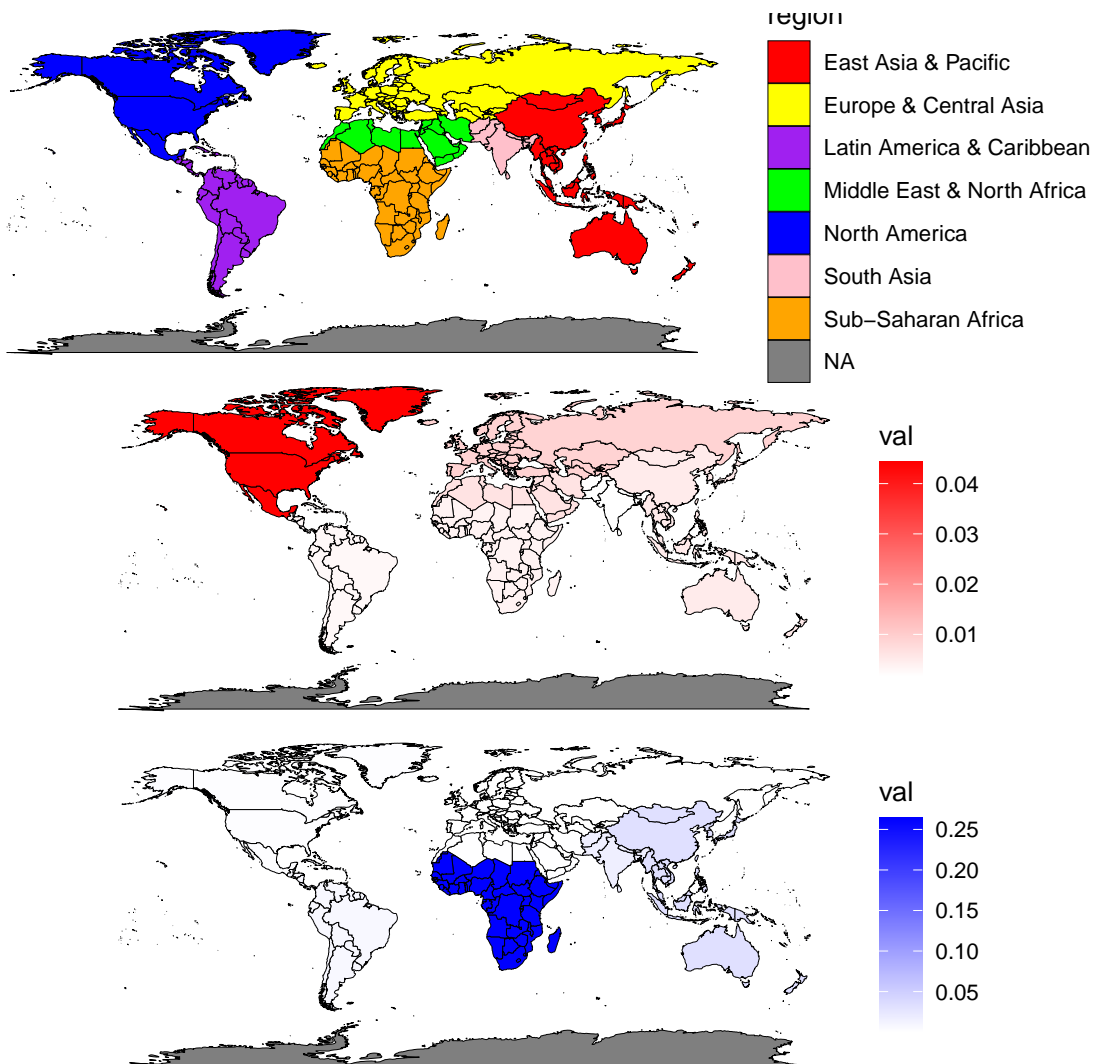 region
East Asia & Pacific
Europe & Central Asia
Latin America & Caribbean
Middle East & North Africa
North America
South Asia
Sub−Saharan Africa
NA
val
0.04
0.03
0.02
0.01
val
0.25
0.20
0.15
0.10
0.05